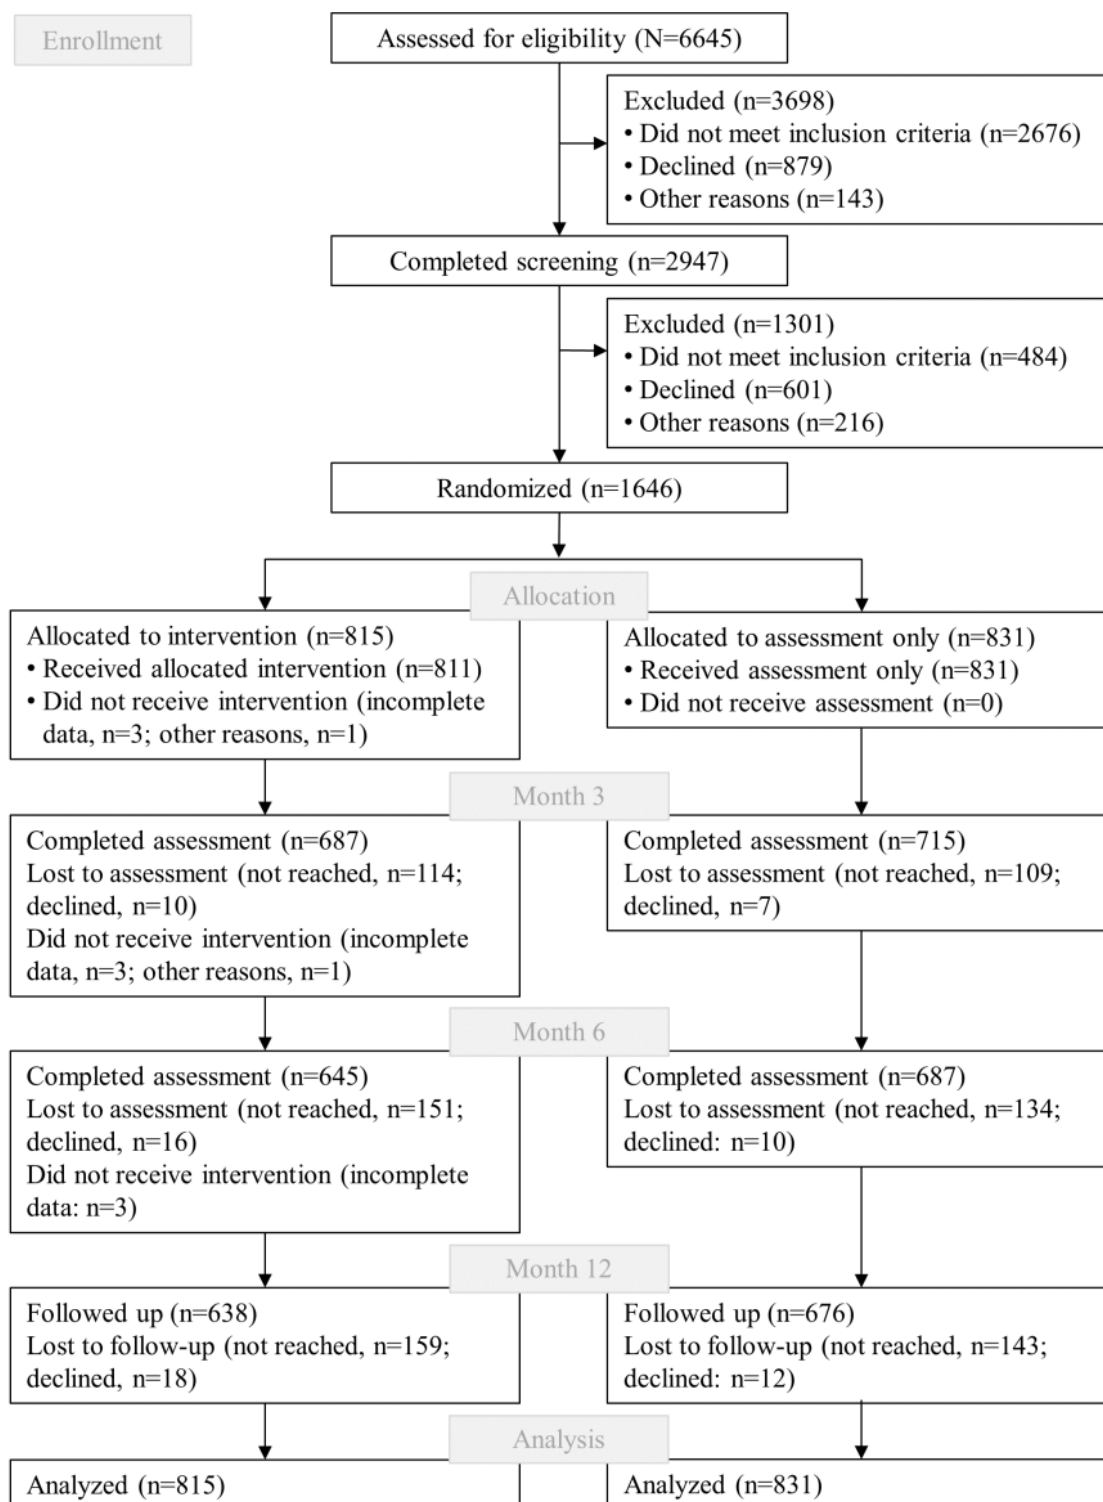 Enrollment
Assessed for eligibility (N=6645)
Excluded (n=3698)
• Did not meet inclusion criteria (n=2676)
• Declined (n=879)
• Other reasons (n=143)
Completed screening (n=2947)
Excluded (n=1301)
• Did not meet inclusion criteria (n=484)
• Declined (n=601)
• Other reasons (n=216)
Randomized (n=1646)
Allocation
Allocated to intervention (n=815)
• Received allocated intervention (n=811)
• Did not receive intervention (incomplete
data, n=3; other reasons, n=1)
Allocated to assessment only (n=831)
• Received assessment only (n=831)
• Did not receive assessment (n=0)
Month 3
Completed assessment (n=687)
Lost to assessment (not reached, n=114;
declined, n=10)
Did not receive intervention (incomplete
data, n=3; other reasons, n=1)
Completed assessment (n=715)
Lost to assessment (not reached, n=109;
declined, n=7)
Month 6
Completed assessment (n=645)
Lost to assessment (not reached, n=151;
declined, n=16)
Did not receive intervention (incomplete
data: n=3)
Completed assessment (n=687)
Lost to assessment (not reached, n=134;
declined: n=10)
Month 12
Followed up (n=638)
Lost to follow-up (not reached, n=159;
declined, n=18)
Followed up (n=676)
Lost to follow-up (not reached, n=143;
declined: n=12)
Analysis
Analyzed (n=815)
Analyzed (n=831)